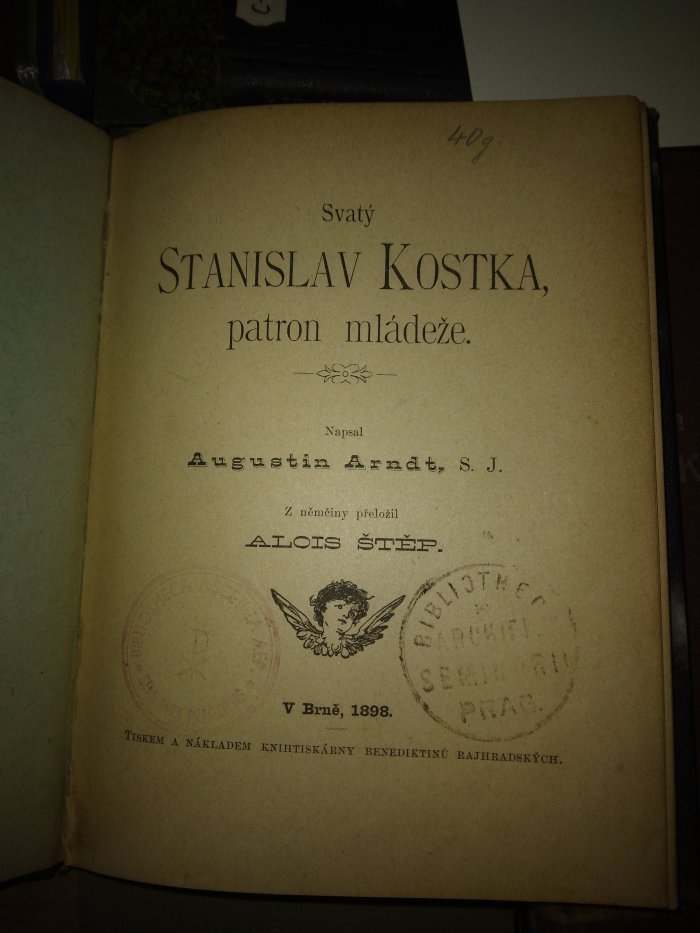 40g
Svatý
STANISLAV KOSTKA,
patron mládeže.
Napsal
Augustin Arndt, S. J.
Z němčiny přeložil
ALOIS ŠTĚP.
BIBLIOTHEC
SEMINARII
PRAG.
V Brně, 1898.
TISKEM A NÁKLADEM KNIHTISKÁRNY BENEDIKTINŮ RAJHRADSKÝCH.